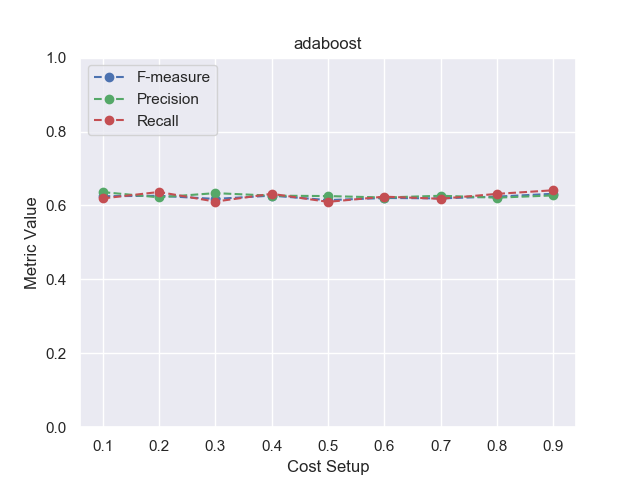 adaboost
1.0
0.8
0.6
0.4
0.2
0.0
Metric Value
F-measure
Precision
Recall
0.1 0.2 0.3 0.4 0.5 0.6 0.7 0.8 0.9
Cost Setup